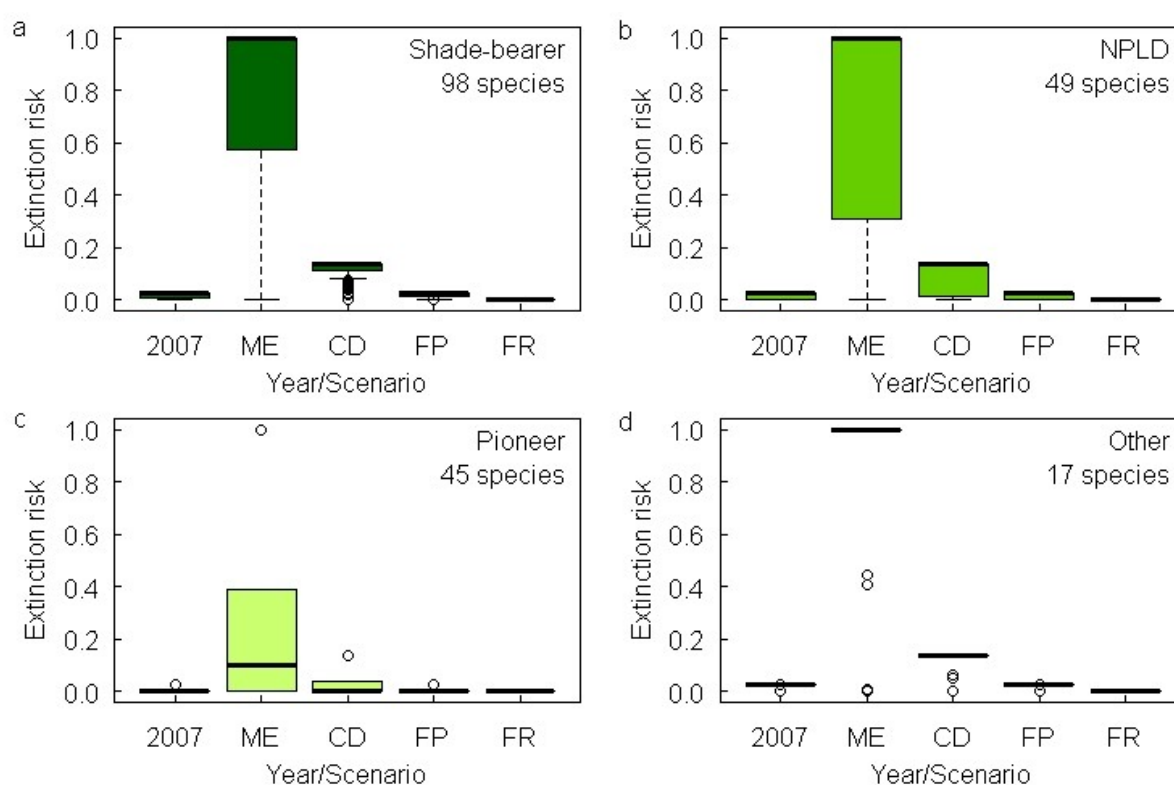 a
Shade-bearer
98 species
Extinction risk
1.0
0.8
0.6
0.4
0.2
0.0
2007 ME CD FP FR
Year/Scenario
b
NPLD
49 species
Extinction risk
1.0
0.8
0.6
0.4
0.2
0.0
2007 ME CD FP FR
Year/Scenario
c
Pioneer
45 species
Extinction risk
1.0
0.8
0.6
0.4
0.2
0.0
2007 ME CD FP FR
Year/Scenario
d
Other
17 species
Extinction risk
1.0
0.8
0.6
0.4
0.2
0.0
2007 ME CD FP FR
Year/Scenario